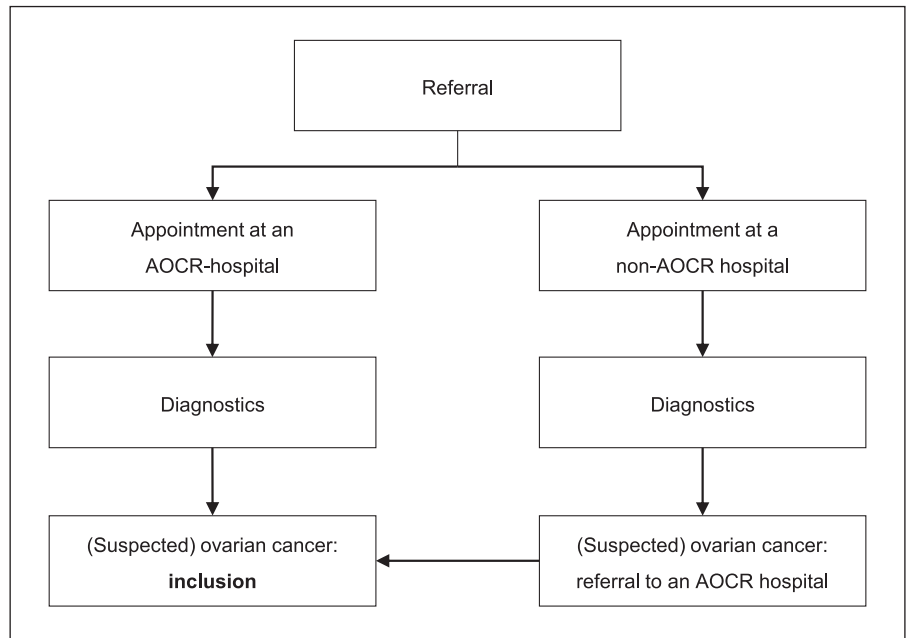 Referral
Appointment at an
AOCR-hospital
Appointment at a
non-AOCR hospital
Diagnostics
Diagnostics
(Suspected) ovarian cancer:
inclusion
(Suspected) ovarian cancer:
referral to an AOCR hospital